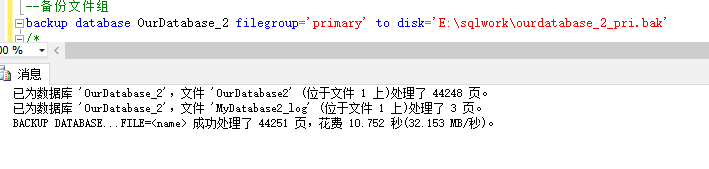 --备份文件组
backup database OurDatabase_2 filegroup='primary' to disk='E:\sqlwork\ourdatabase_2_pri.bak'
/*
00 %
消息
已为数据库 'OurDatabase_2'，文件 'OurDatabase2' (位于文件 1 上)处理了 44248 页。
已为数据库 'OurDatabase_2'，文件 'MyDatabase2_log' (位于文件 1 上)处理了 3 页。
BACKUP DATABASE...FILE=<name> 成功处理了 44251 页，花费 10.752 秒(32.153 MB/秒)。